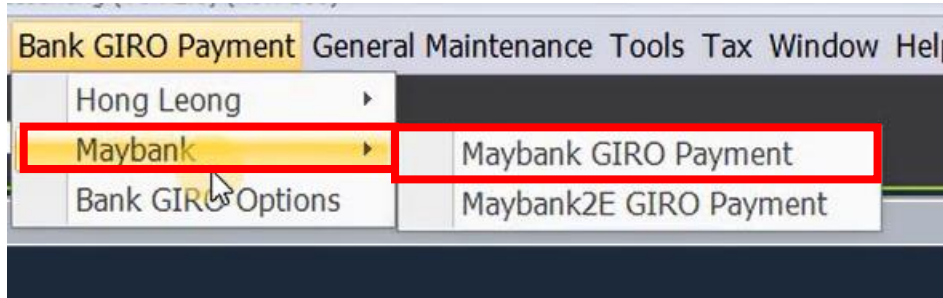 Bank GIRO Payment General Maintenance Tools Tax Window Help
Hong Leong
Maybank
Maybank GIRO Payment
Bank GIRO Options
Maybank2E GIRO Payment